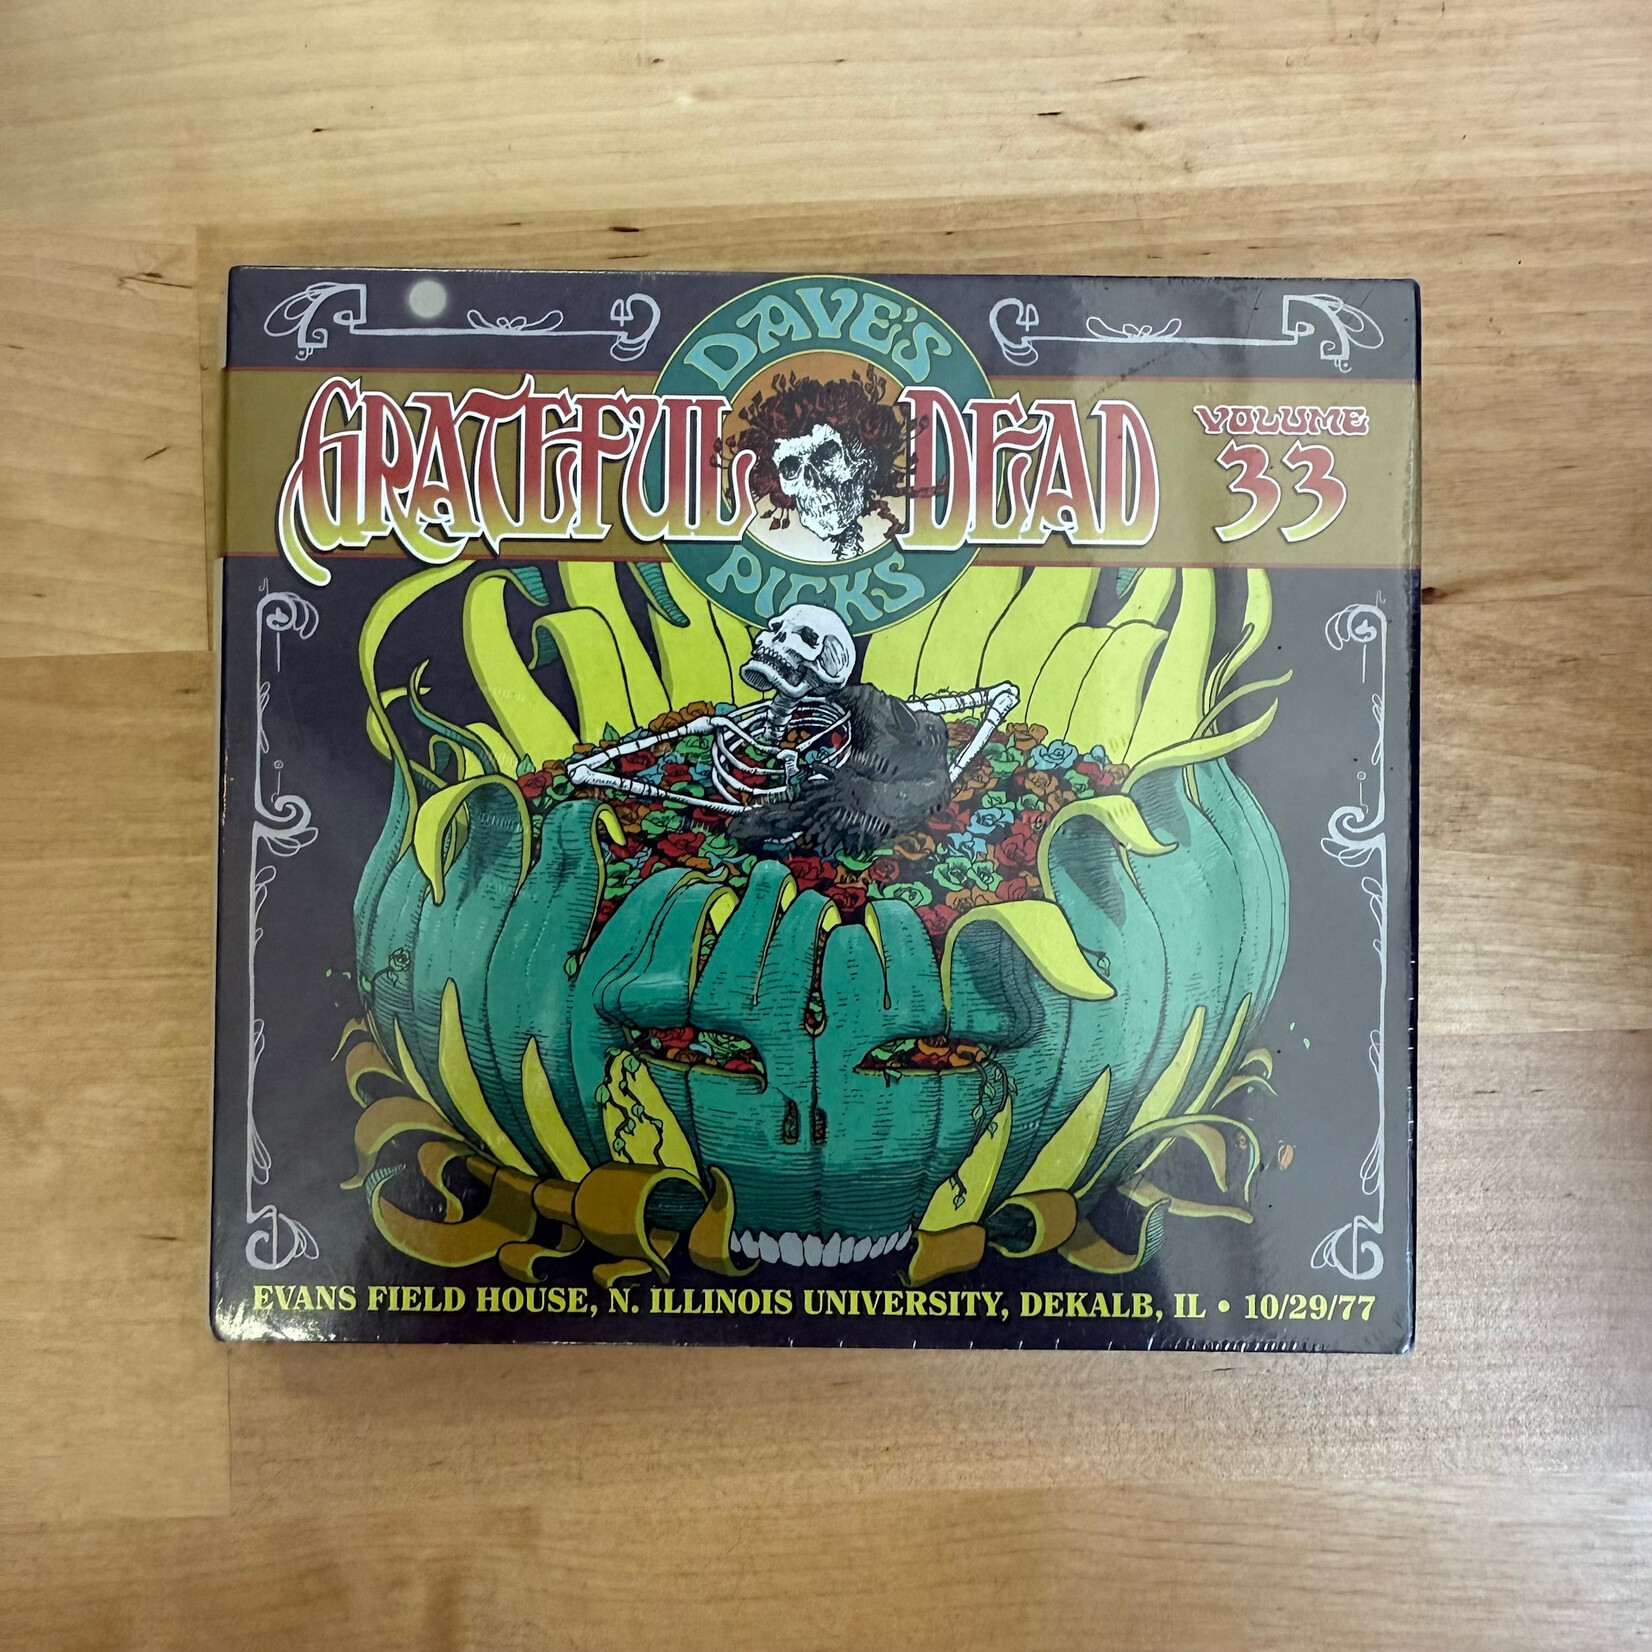 DAVE'S
GRATEFUL DEAD
VOLUME
33
PICKS
EVANS FIELD HOUSE, N. ILLINOIS UNIVERSITY, DEKALB, IL • 10/29/77